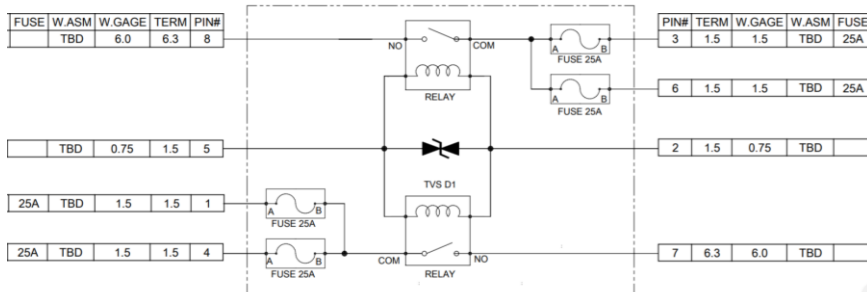 FUSE W.ASM W.GAGE TERM PIN#
TBD 6.0 6.3 8
NO COM
RELAY
A B
FUSE 25A
A B
FUSE 25A
PIN# TERM W.GAGE W.ASM FUSE
3 1.5 1.5 TBD 25A
6 1.5 1.5 TBD 25A
TBD 0.75 1.5 5
TVS D1
2 1.5 0.75 TBD
25A TBD 1.5 1.5 1
A B
FUSE 25A
25A TBD 1.5 1.5 4
A B
FUSE 25A
COM NO
RELAY
7 6.3 6.0 TBD